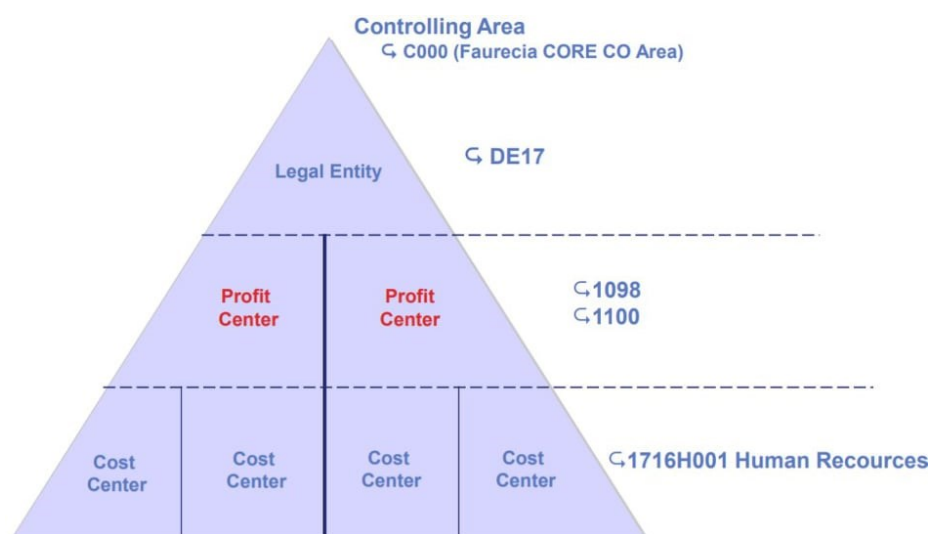 Controlling Area
↪ C000 (Faurecia CORE CO Area)
Legal Entity
↪ DE17
Profit
Center
Profit
Center
↪1098
↪1100
Cost
Center
Cost
Center
Cost
Center
Cost
Center
↪1716H001 Human Recources